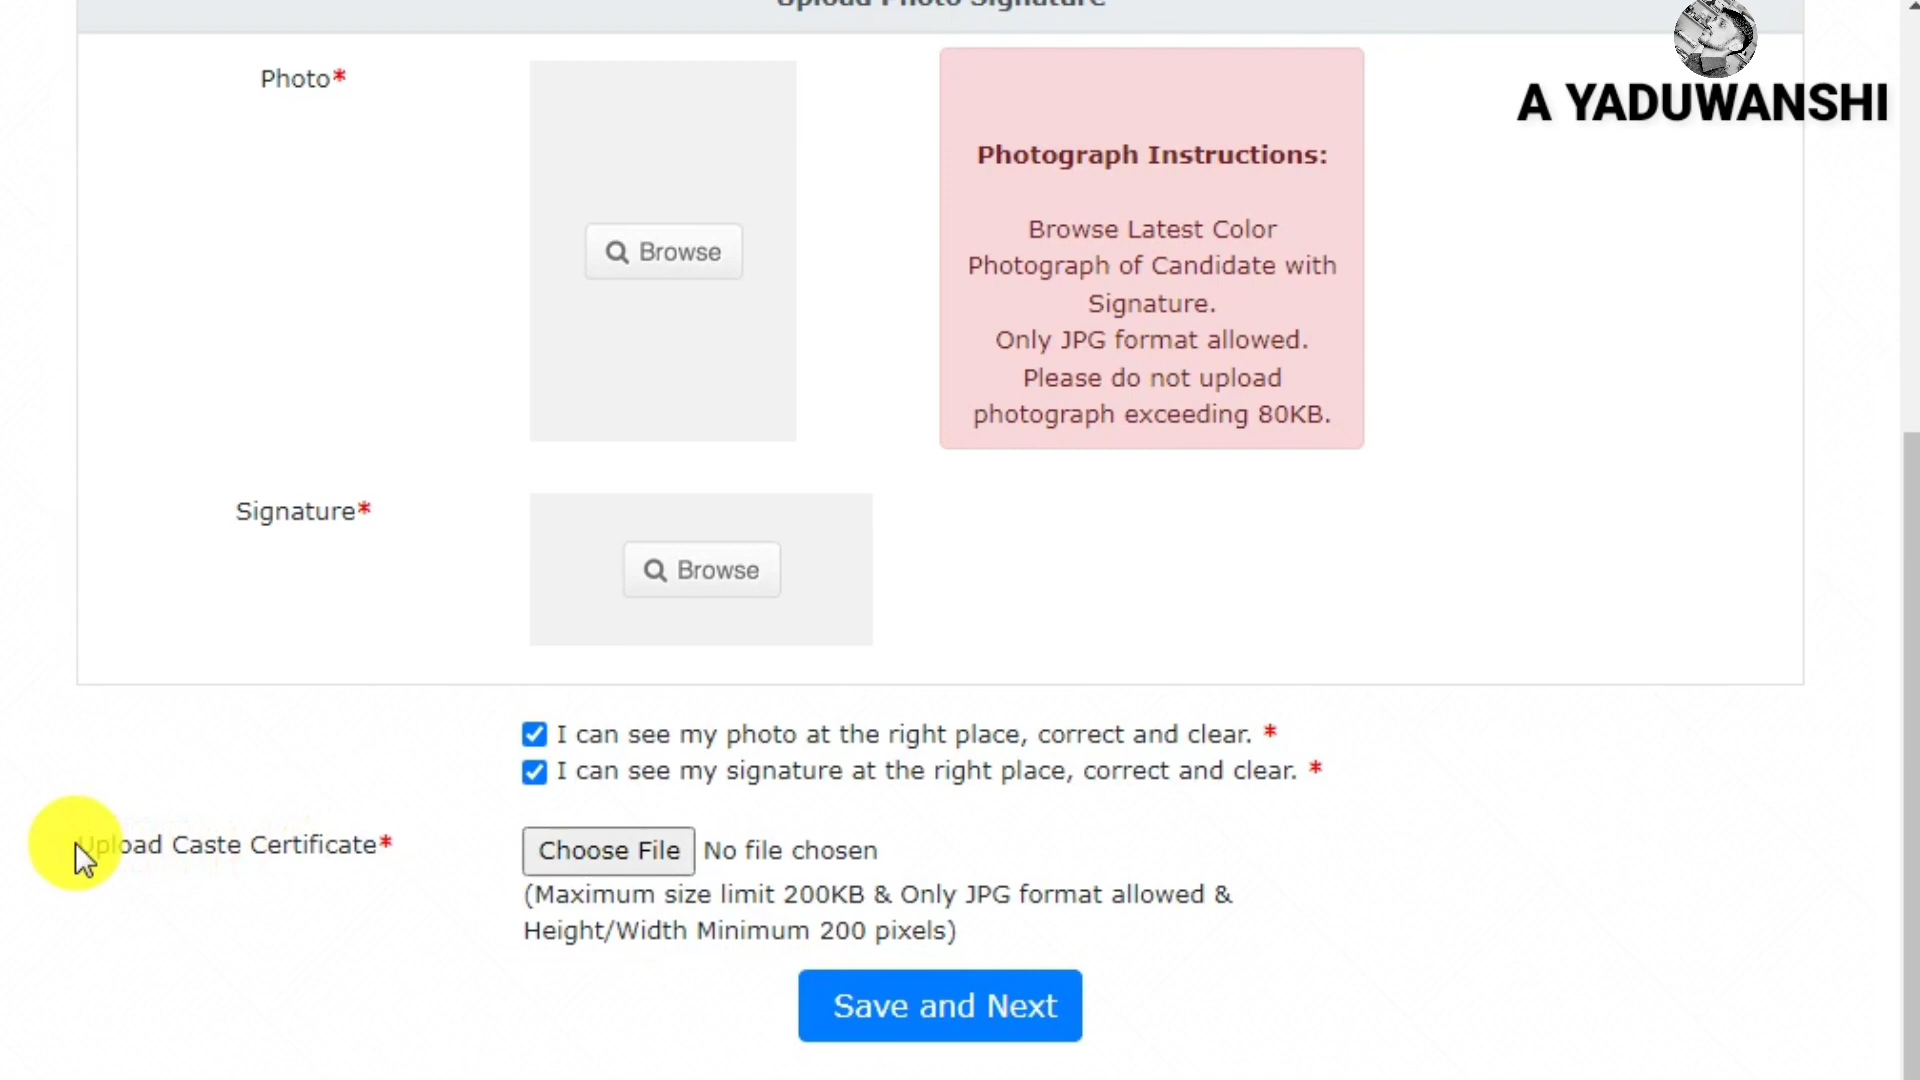 Upload Photo Signature
A YADUWANSHI
Photo*
Browse
Photograph Instructions:
Browse Latest Color
Photograph of Candidate with
Signature.
Only JPG format allowed.
Please do not upload
photograph exceeding 80KB.
Signature*
Browse
I can see my photo at the right place, correct and clear. *
I can see my signature at the right place, correct and clear. *
Upload Caste Certificate*
Choose File No file chosen
(Maximum size limit 200KB & Only JPG format allowed &
Height/Width Minimum 200 pixels)
Save and Next